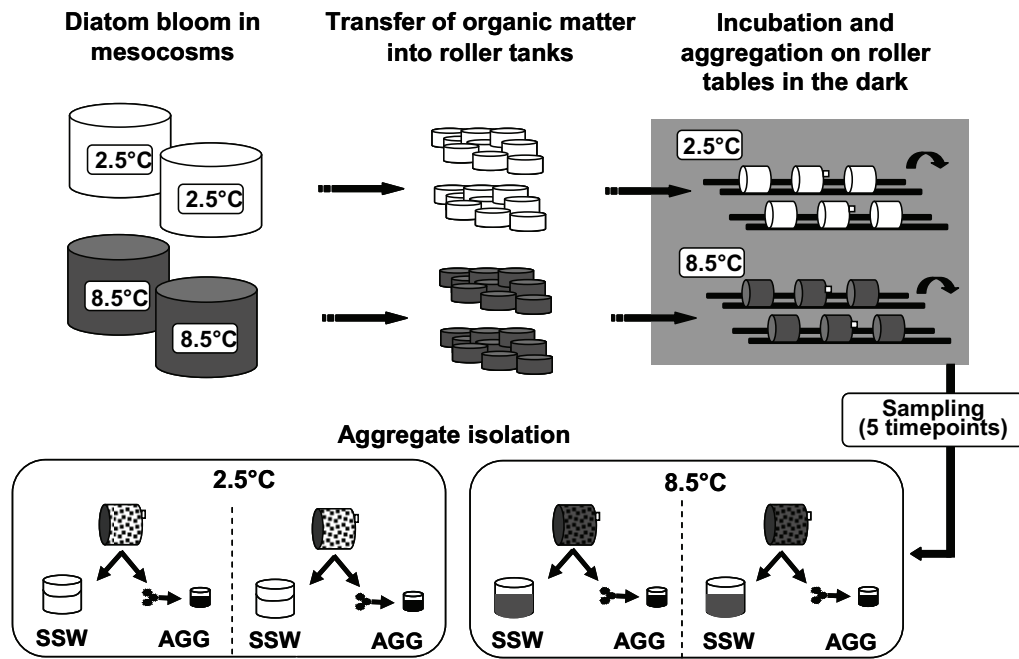 Diatom bloom in
mesocosms
Transfer of organic matter
into roller tanks
Incubation and
aggregation on roller
tables in the dark
2.5°C
2.5°C
8.5°C
8.5°C
2.5°C
8.5°C
Sampling
(5 timepoints)
Aggregate isolation
2.5°C
8.5°C
SSW AGG SSW AGG
SSW AGG SSW AGG